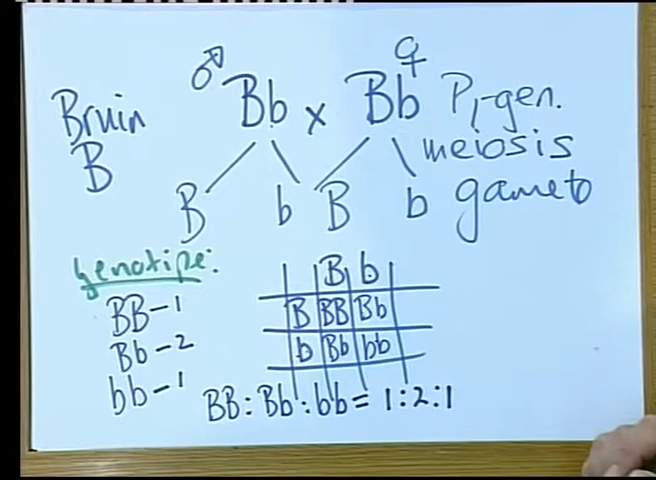 ♂ ♀
Bruin Bb x Bb P₁-gen.
B meiosis
B b B b gamete
genotipe:
BB-1
Bb-2
bb-1
B b
B BB Bb
b Bb bb
BB : Bb : bb = 1:2:1